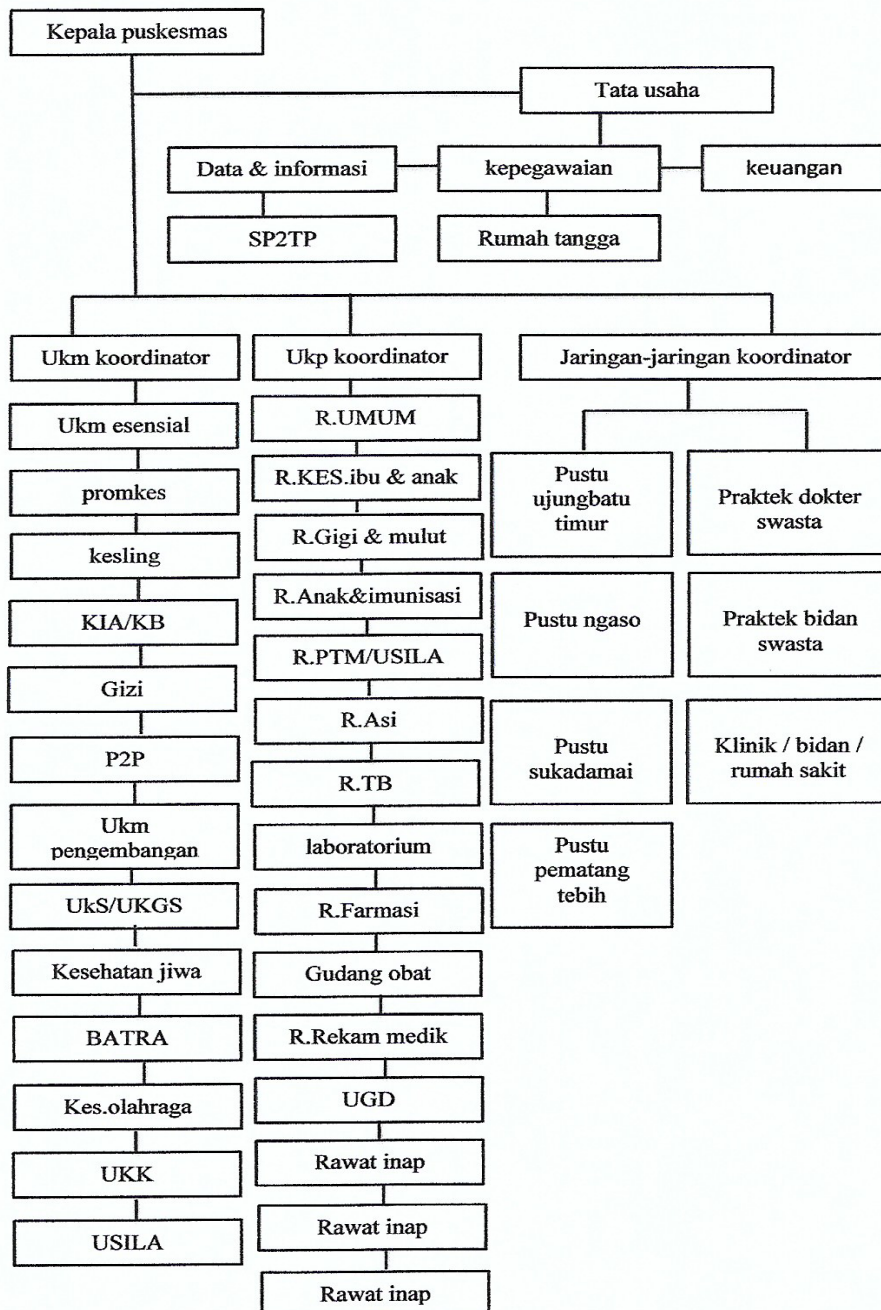 Kepala puskesmas
Tata usaha
Data & informasi
kepegawaian
keuangan
SP2TP
Rumah tangga
Ukm koordinator
Ukm esensial
promkes
kesling
KIA/KB
Gizi
P2P
Ukm
pengembangan
UkS/UKGS
Kesehatan jiwa
BATRA
Kes.olahraga
UKK
USILA
Ukp koordinator
R.UMUM
R.KES.ibu & anak
R.Gigi & mulut
R.Anak&imunisasi
R.PTM/USILA
R.Asi
R.TB
laboratorium
R.Farmasi
Gudang obat
R.Rekam medik
UGD
Rawat inap
Rawat inap
Rawat inap
Jaringan-jaringan koordinator
Pustu
ujungbatu
timur
Pustu ngaso
Pustu
sukadamai
Pustu
pematang
tebih
Praktek dokter
swasta
Praktek bidan
swasta
Klinik / bidan /
rumah sakit